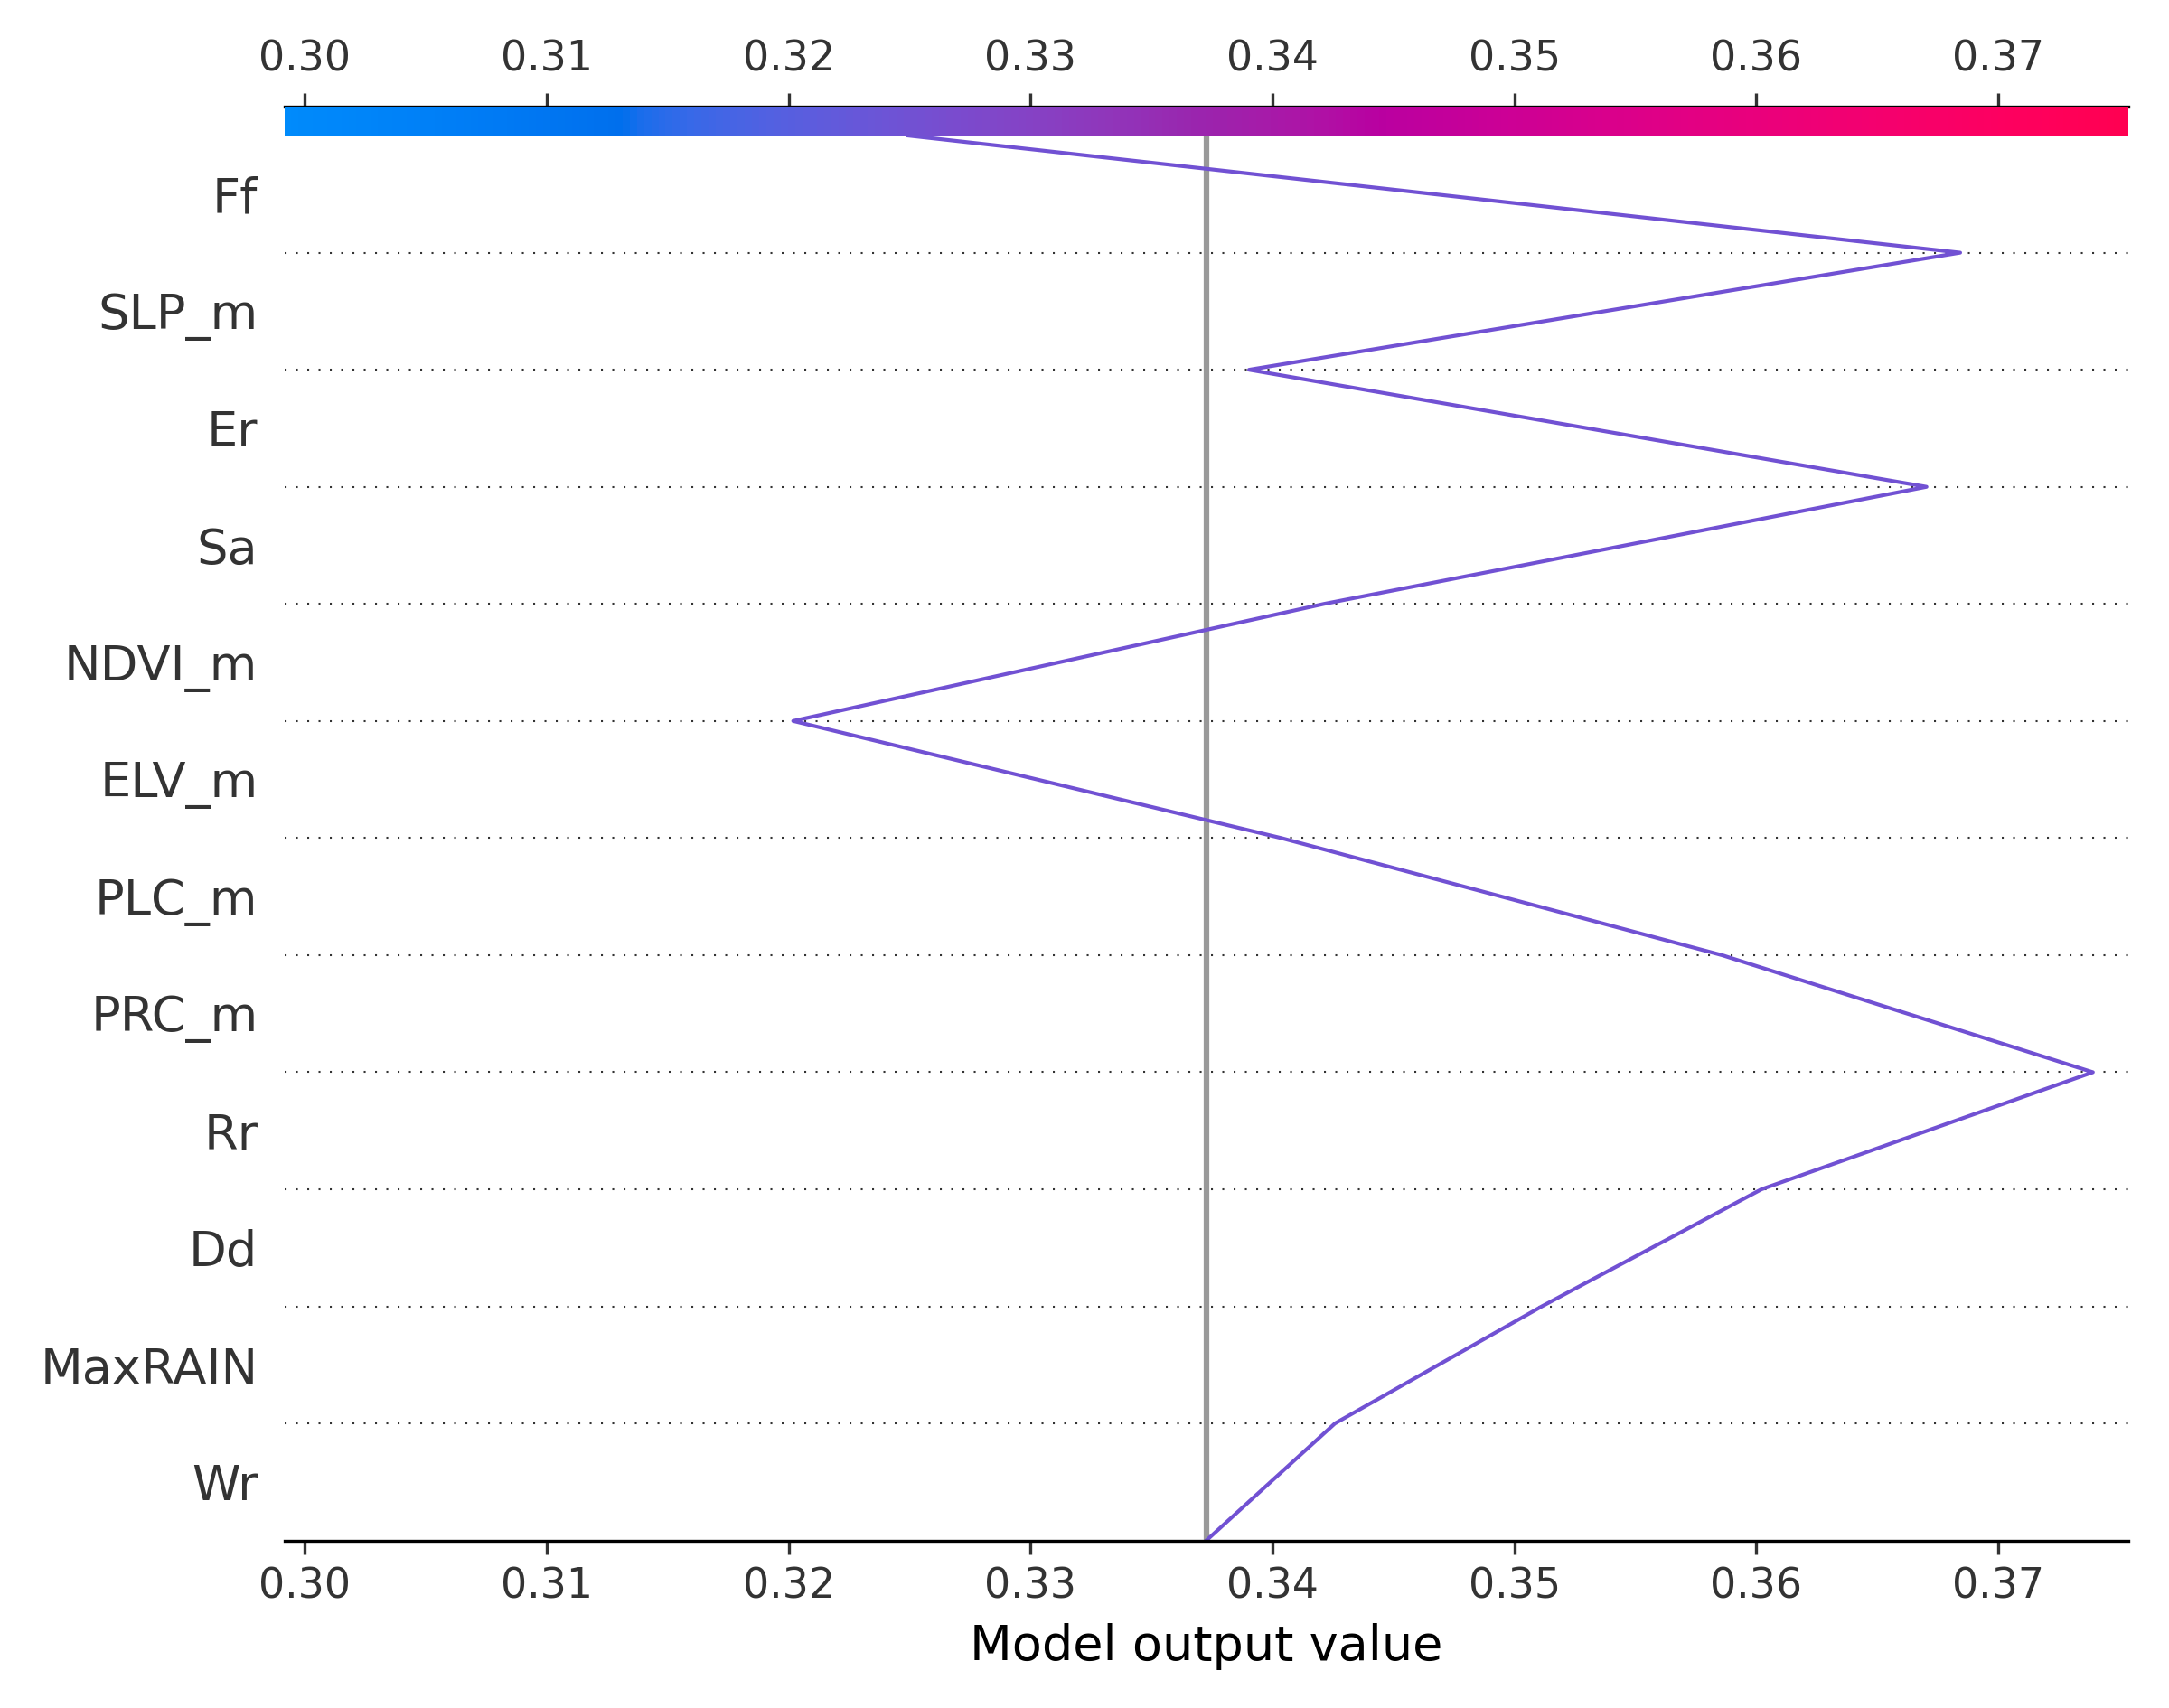 0.30 0.31 0.32 0.33 0.34 0.35 0.36 0.37
Ff
SLP_m
Er
Sa
NDVI_m
ELV_m
PLC_m
PRC_m
Rr
Dd
MaxRAIN
Wr
0.30 0.31 0.32 0.33 0.34 0.35 0.36 0.37
Model output value